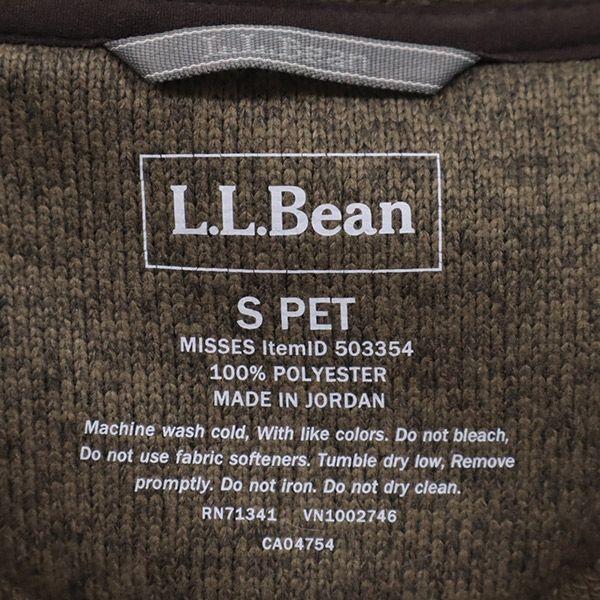 L.L.Bean
L.L.Bean
S PET
MISSES ItemID 503354
100% POLYESTER
MADE IN JORDAN
Machine wash cold, With like colors. Do not bleach,
Do not use fabric softeners. Tumble dry low, Remove
promptly. Do not iron. Do not dry clean.
RN71341 VN1002746
CA04754